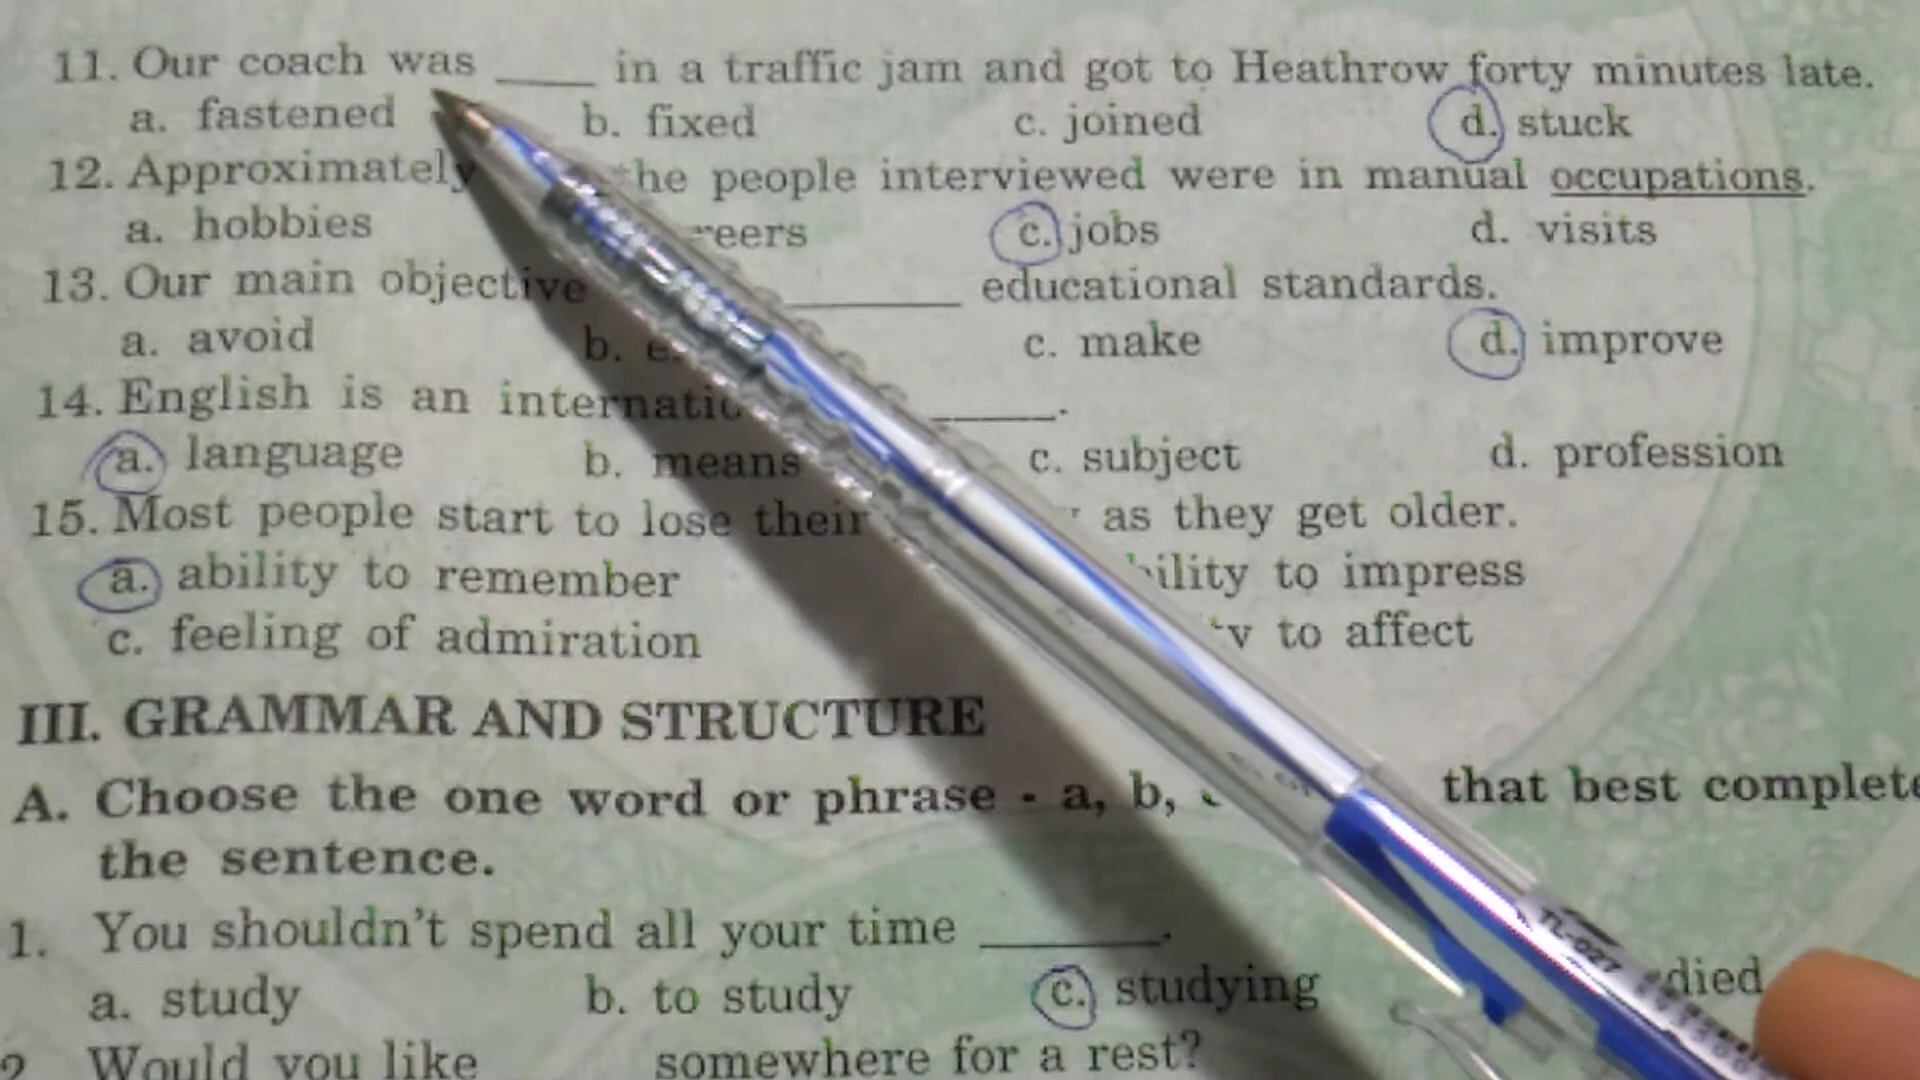 11. Our coach was ____ in a traffic jam and got to Heathrow forty minutes late.
a. fastened b. fixed c. joined d. stuck
12. Approximately the people interviewed were in manual occupations.
a. hobbies c. jobs d. visits
13. Our main objective ________ educational standards.
a. avoid b. c. make d. improve
14. English is an ______.
a. language b. means c. subject d. profession
15. Most people start to lose their as they get older.
a. ability to remember to impress
c. feeling of admiration to affect
III. GRAMMAR AND STRUCTURE
A. Choose the one word or phrase - a, b, that best complete
the sentence.
1. You shouldn't spend all your time ________.
a. study b. to study c. studying
Would you like somewhere for a rest?
TL-027